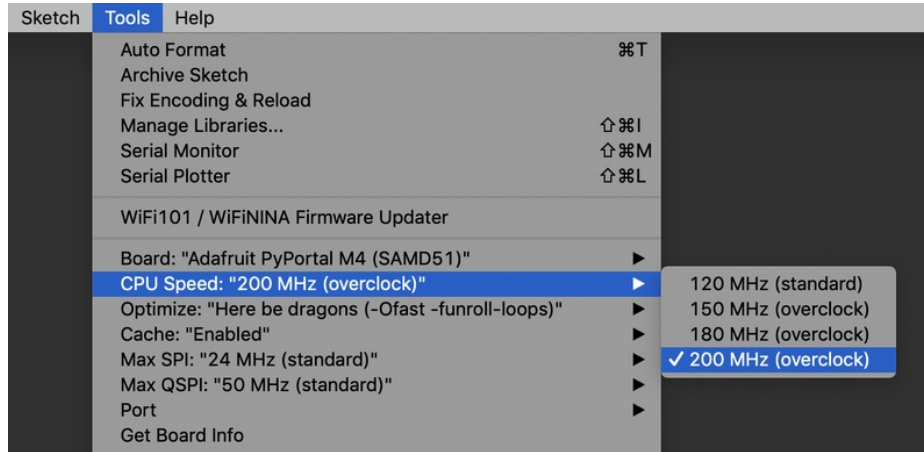 Sketch Tools Help
Auto Format ⌘T
Archive Sketch
Fix Encoding & Reload
Manage Libraries... ⇧⌘I
Serial Monitor ⇧⌘M
Serial Plotter ⇧⌘L
WiFi101 / WiFiNINA Firmware Updater
Board: "Adafruit PyPortal M4 (SAMD51)" ▶
CPU Speed: "200 MHz (overclock)" ▶
Optimize: "Here be dragons (-Ofast -funroll-loops)" ▶
Cache: "Enabled" ▶
Max SPI: "24 MHz (standard)" ▶
Max QSPI: "50 MHz (standard)" ▶
Port ▶
Get Board Info
120 MHz (standard)
150 MHz (overclock)
180 MHz (overclock)
✓ 200 MHz (overclock)